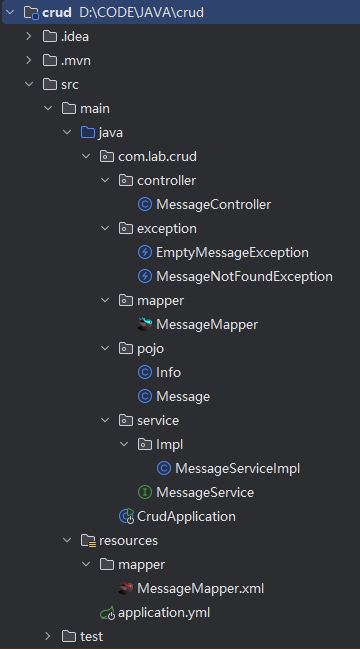 crud D:\CODE\JAVA\crud
.idea
.mvn
src
main
java
com.lab.crud
controller
MessageController
exception
EmptyMessageException
MessageNotFoundException
mapper
MessageMapper
pojo
Info
Message
service
Impl
MessageServiceImpl
MessageService
CrudApplication
resources
mapper
MessageMapper.xml
application.yml
test